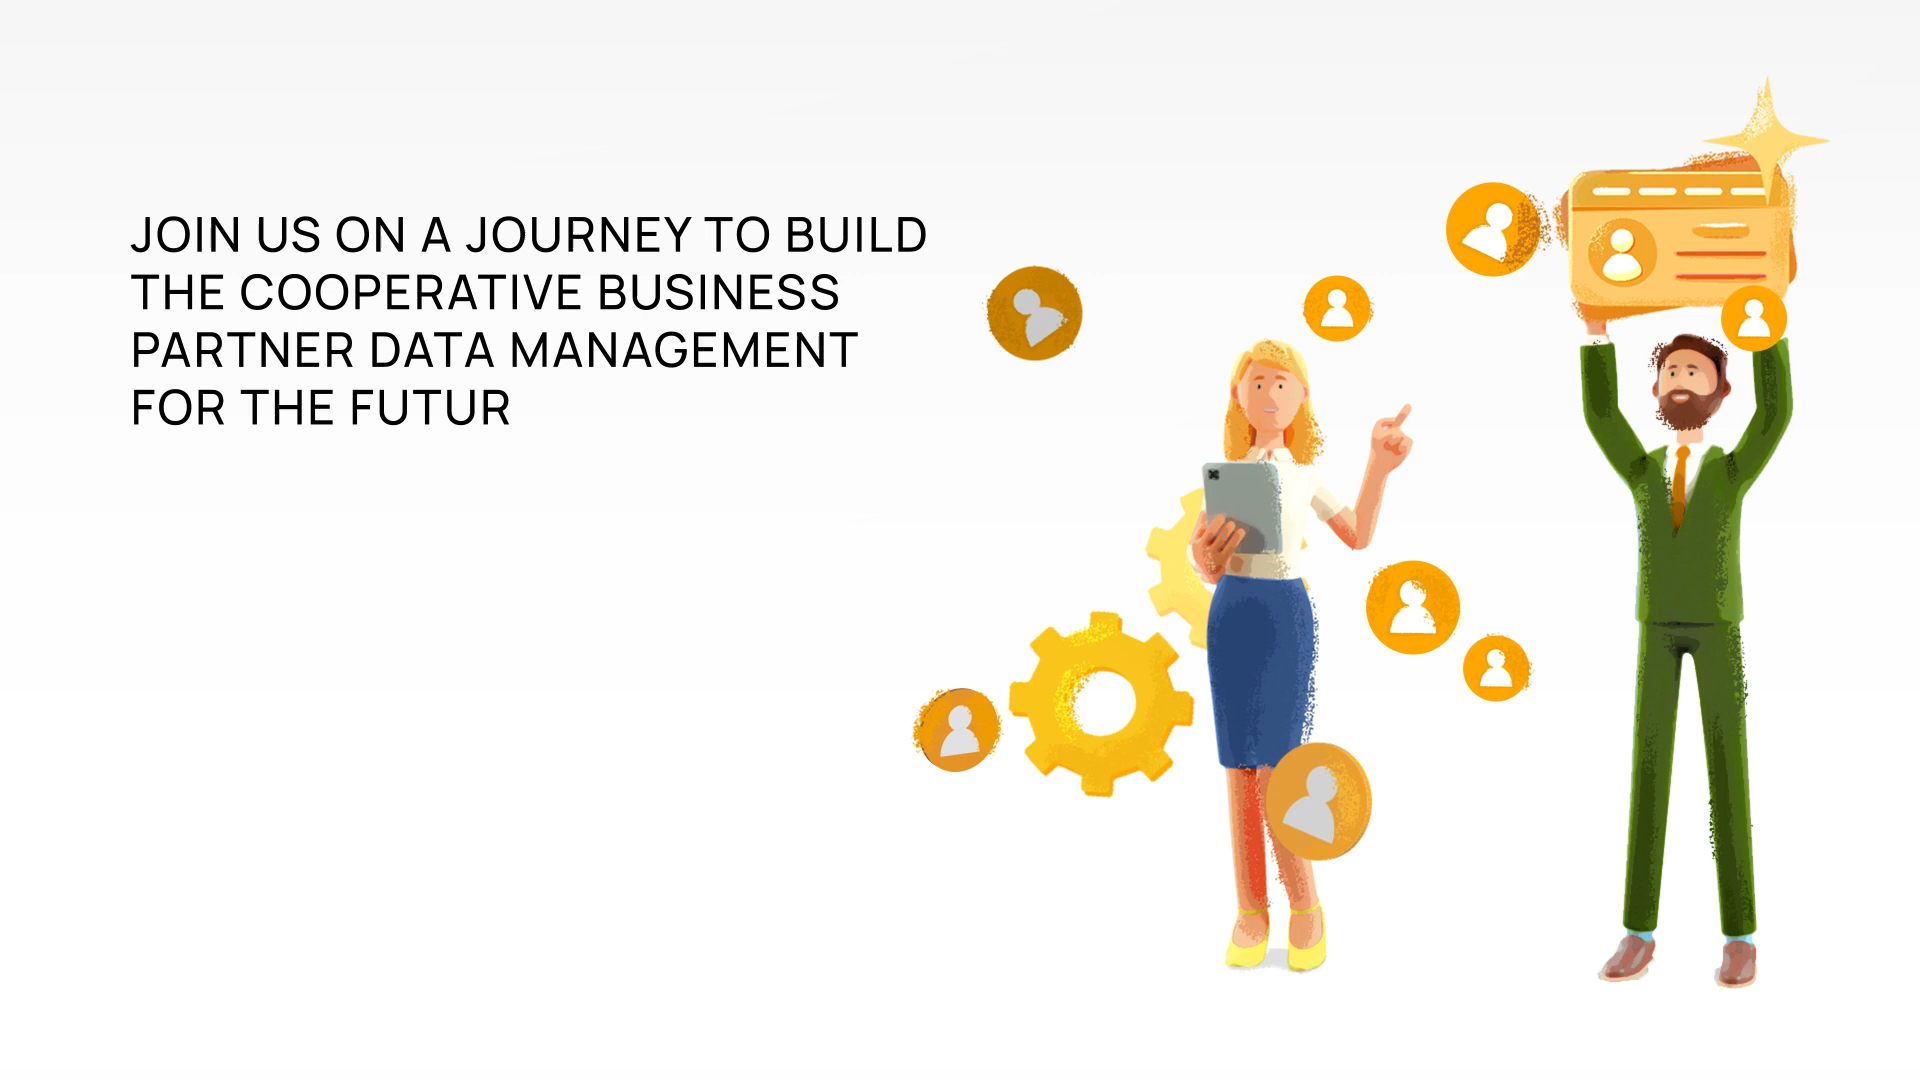 JOIN US ON A JOURNEY TO BUILD
THE COOPERATIVE BUSINESS
PARTNER DATA MANAGEMENT
FOR THE FUTUR